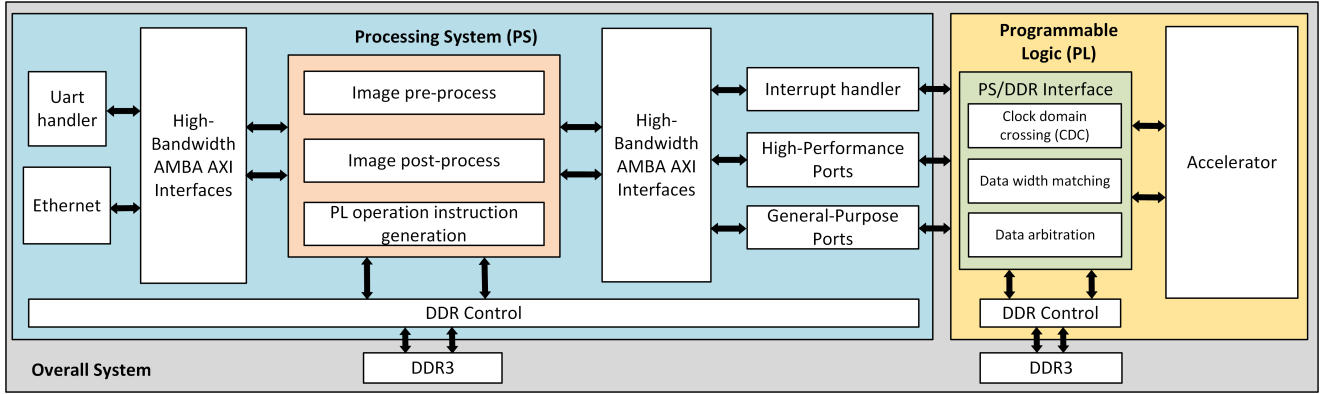 Processing System (PS)
Uart
handler
Ethernet
High-
Bandwidth
AMBA AXI
Interfaces
Image pre-process
Image post-process
PL operation instruction
generation
High-
Bandwidth
AMBA AXI
Interfaces
Interrupt handler
High-Performance
Ports
General-Purpose
Ports
DDR Control
DDR3
Programmable
Logic (PL)
PS/DDR Interface
Clock domain
crossing (CDC)
Data width matching
Data arbitration
Accelerator
DDR Control
DDR3
Overall System